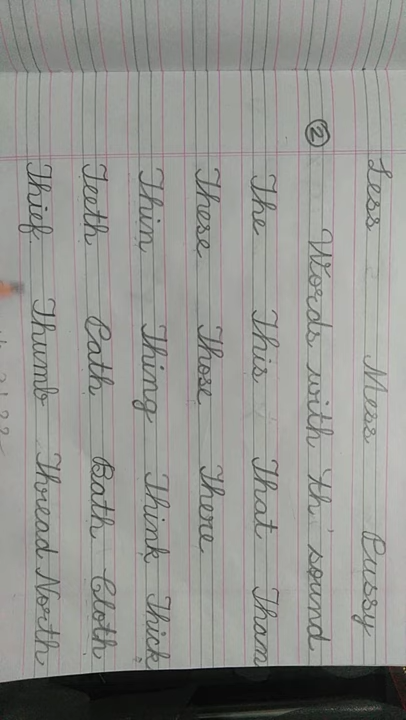 Less Mess Pussy
② Words with 'th' sound
The This That Than
These Those There
Thin Thing Think Thick
Teeth Path Bath Cloth
Thief Thumb Thread North